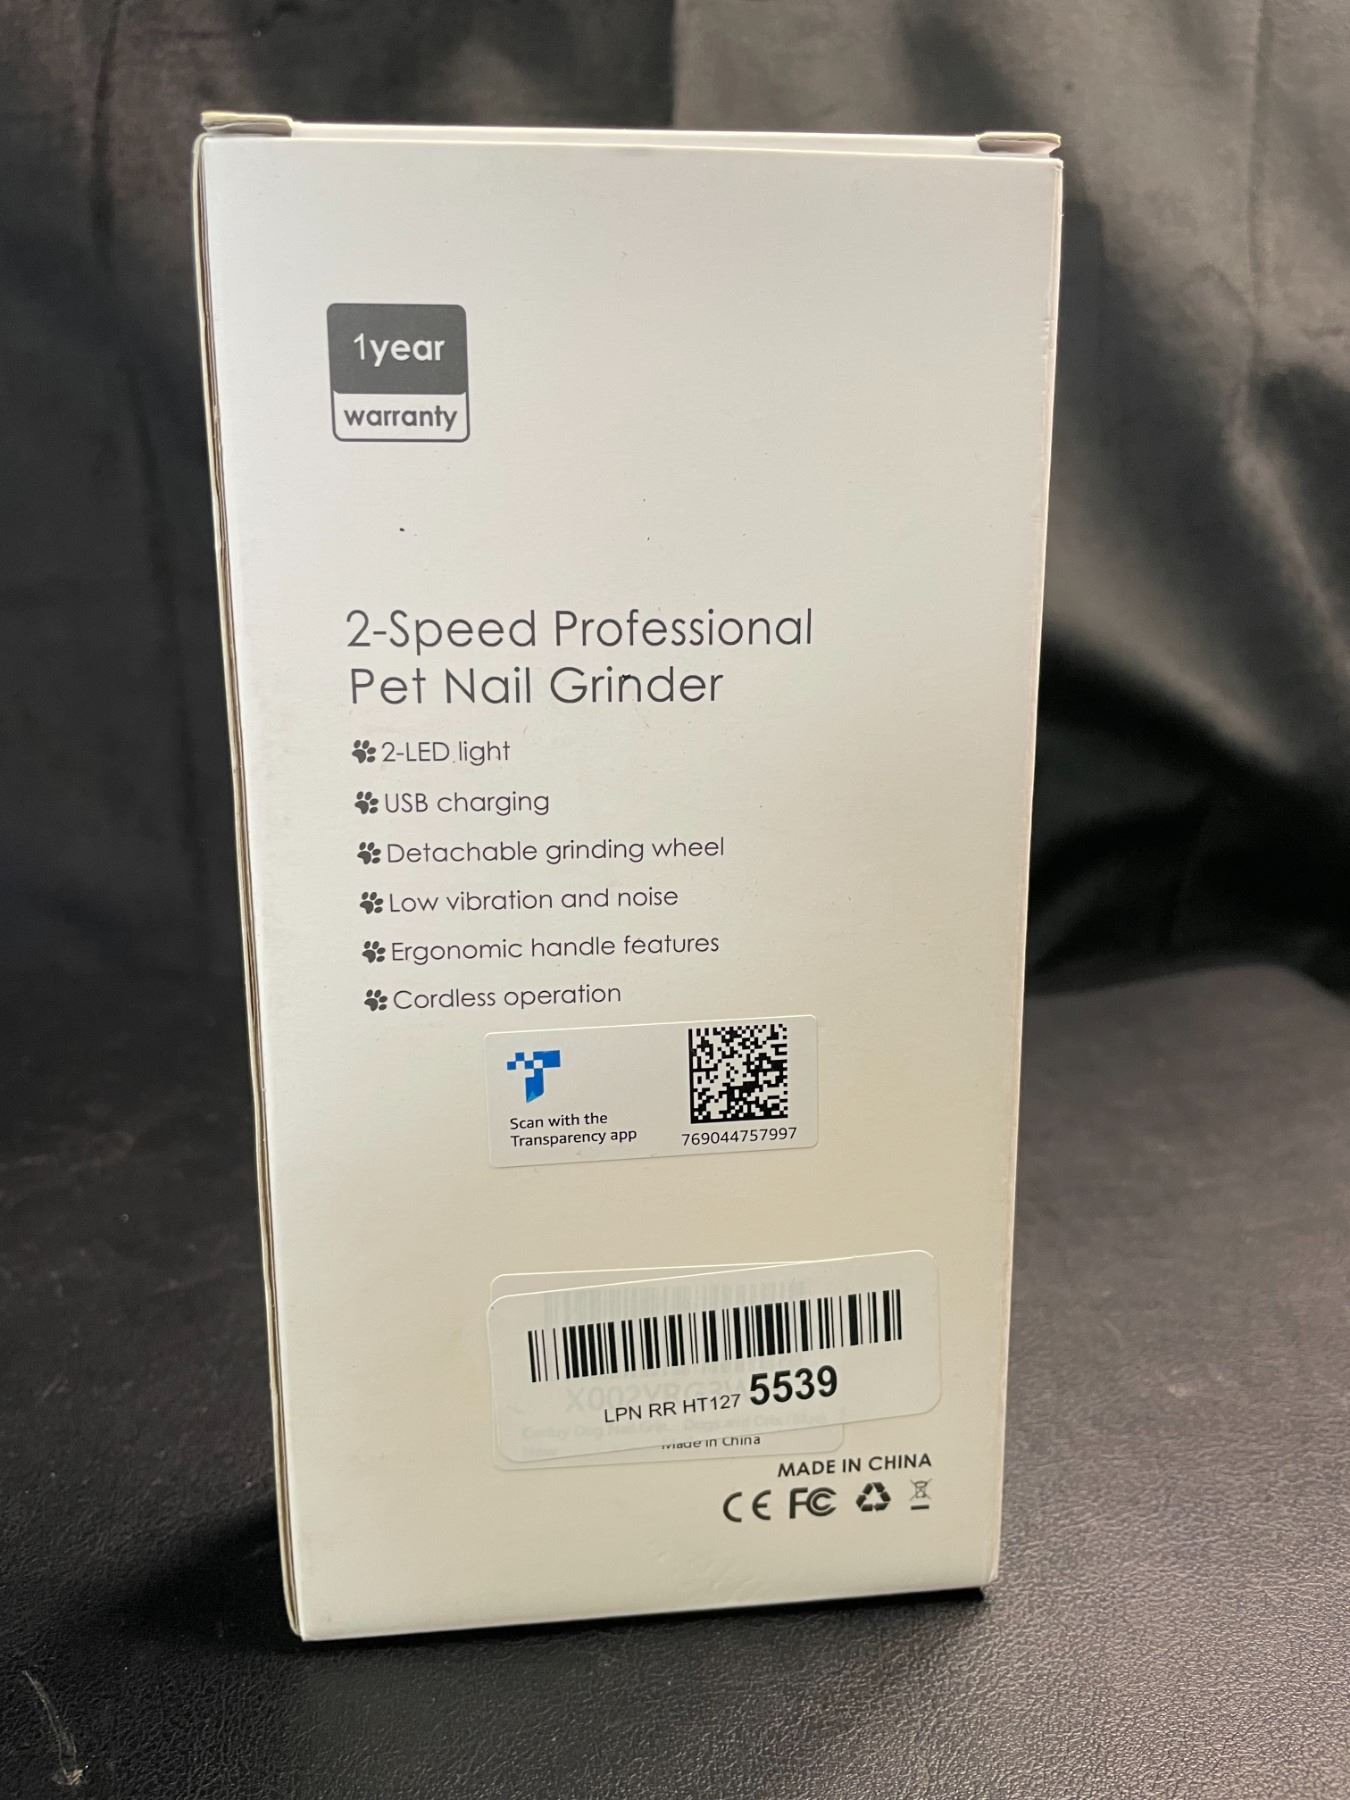 1year
warranty
2-Speed Professional
Pet Nail Grinder
2-LED light
USB charging
Detachable grinding wheel
Low vibration and noise
Ergonomic handle features
Cordless operation
Scan with the
Transparency app
769044757997
LPN RR HT127 5539
Made in China
MADE IN CHINA
CE FC